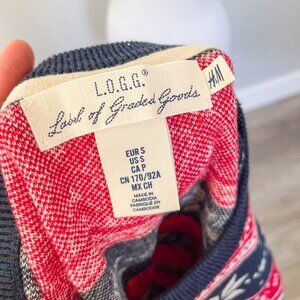 L.O.G.G.®
Label of Graded Goods
H&M
EUR S
US S
CA P
CN 170/92A
MX CH
MADE IN
CAMBODIA
FABRIQUÉ EN
CAMBODGE